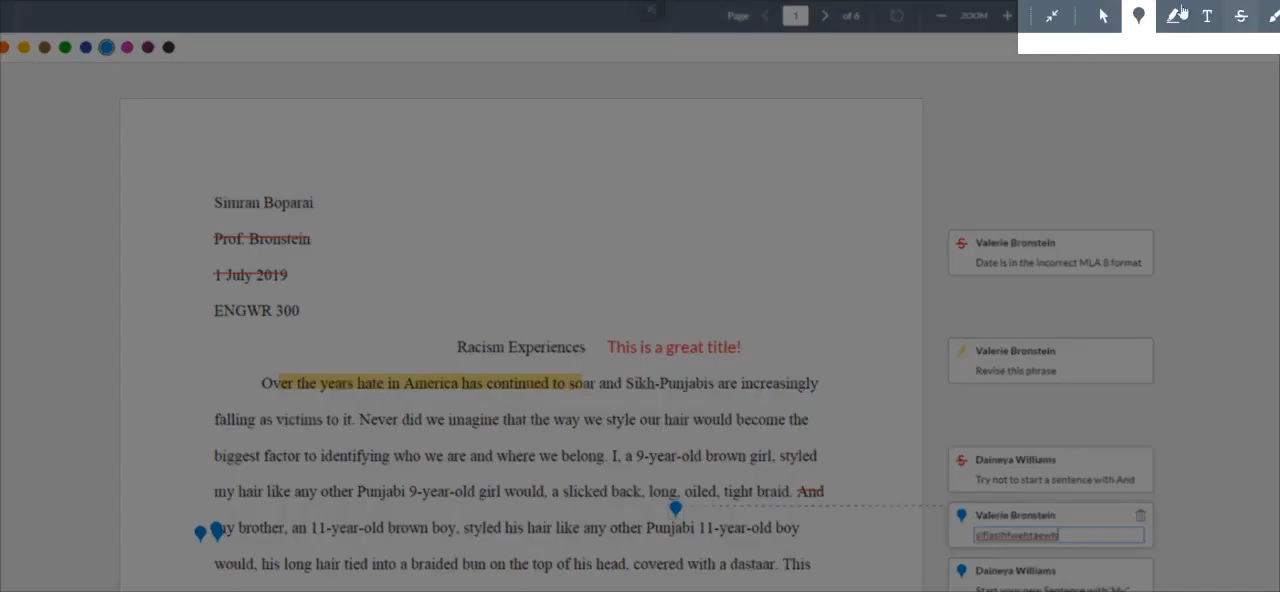 Page 1 of 6 ZOOM
T S
Simran Boparai
Prof. Bronstein
1 July 2019
ENGWR 300
Racism Experiences This is a great title!
Over the years hate in America has continued to soar and Sikh-Punjabis are increasingly
falling as victims to it. Never did we imagine that the way we style our hair would become the
biggest factor to identifying who we are and where we belong. I, a 9-year-old brown girl, styled
my hair like any other Punjabi 9-year-old girl would, a slicked back, long, oiled, tight braid. And
my brother, an 11-year-old brown boy, styled his hair like any other Punjabi 11-year-old boy
would, his long hair tied into a braided bun on the top of his head, covered with a dastaar. This
Valerie Bronstein
Date is in the incorrect MLA 8 format
Valerie Bronstein
Revise this phrase
Daineya Williams
Try not to start a sentence with And
Valerie Bronstein
Daineya Williams
Start your new Sentence with "My"